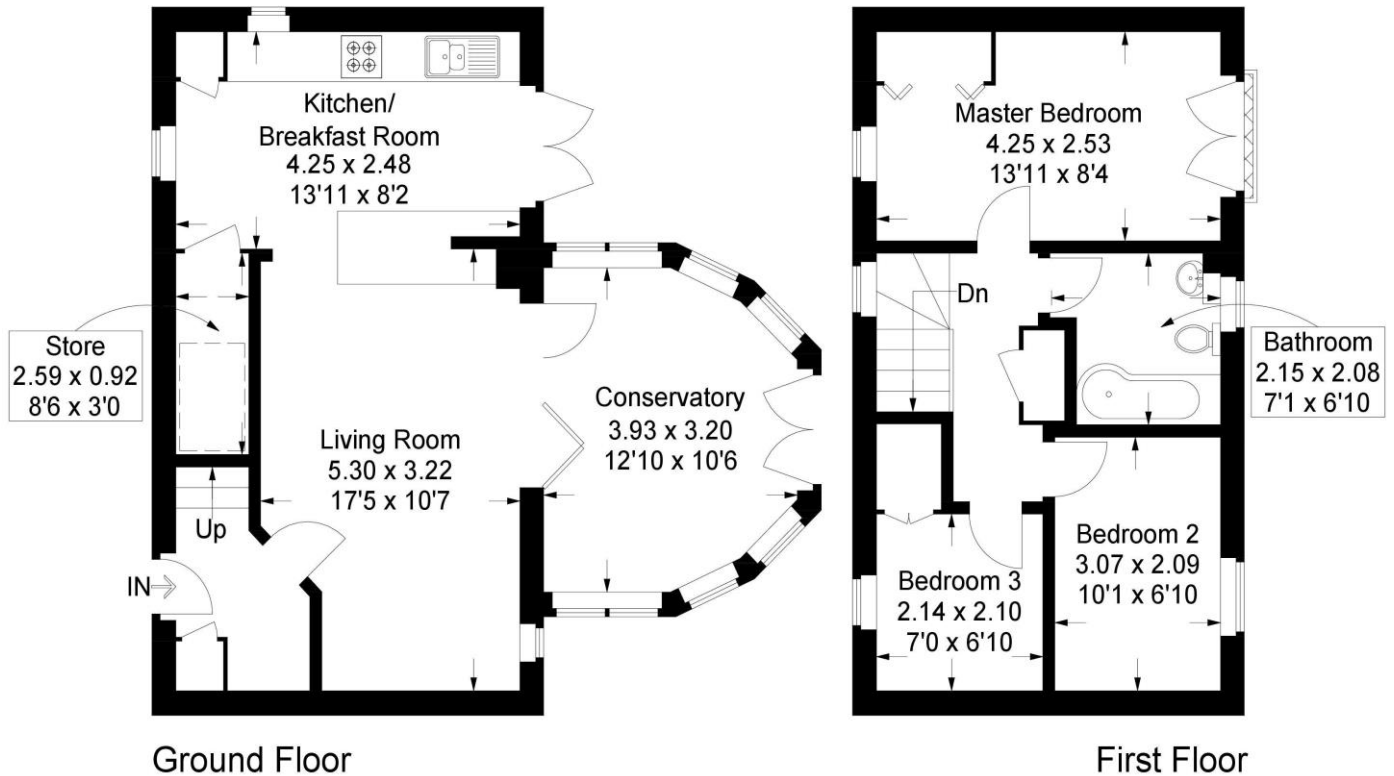 Kitchen/
Breakfast Room
4.25 x 2.48
13'11 x 8'2
Store
2.59 x 0.92
8'6 x 3'0
Living Room
5.30 x 3.22
17'5 x 10'7
Conservatory
3.93 x 3.20
12'10 x 10'6
Up
IN
Ground Floor
Master Bedroom
4.25 x 2.53
13'11 x 8'4
Dn
Bathroom
2.15 x 2.08
7'1 x 6'10
Bedroom 2
3.07 x 2.09
10'1 x 6'10
Bedroom 3
2.14 x 2.10
7'0 x 6'10
First Floor